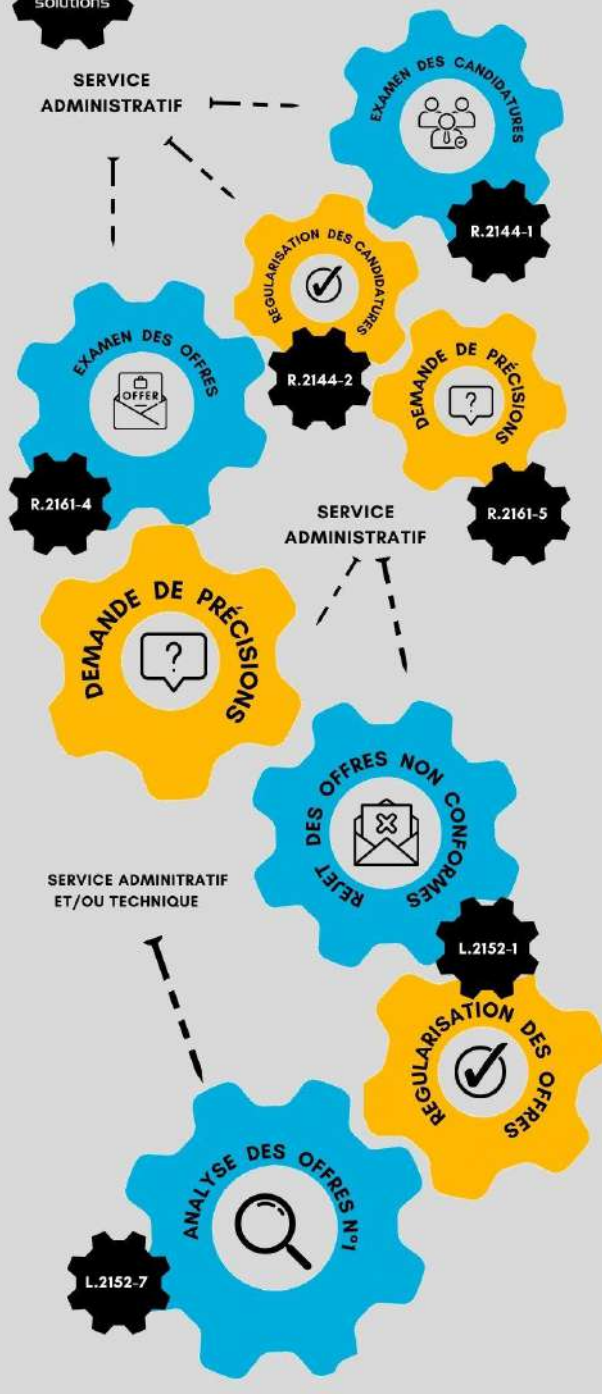 solutions
SERVICE
ADMINISTRATIF
EXAMEN DES CANDIDATURES
R.2144-1
REGULARISATION DES CANDIDATURES
R.2144-2
EXAMEN DES OFFRES
OFFER
R.2161-4
DEMANDE DE PRÉCISIONS
?
R.2161-5
SERVICE
ADMINISTRATIF
DEMANDE DE PRÉCISIONS
?
REJET DES OFFRES NON CONFORMES
L.2152-1
SERVICE ADMINITRATIF
ET/OU TECHNIQUE
REGULARISATION DES OFFRES
ANALYSE DES OFFRES N°1
L.2152-7